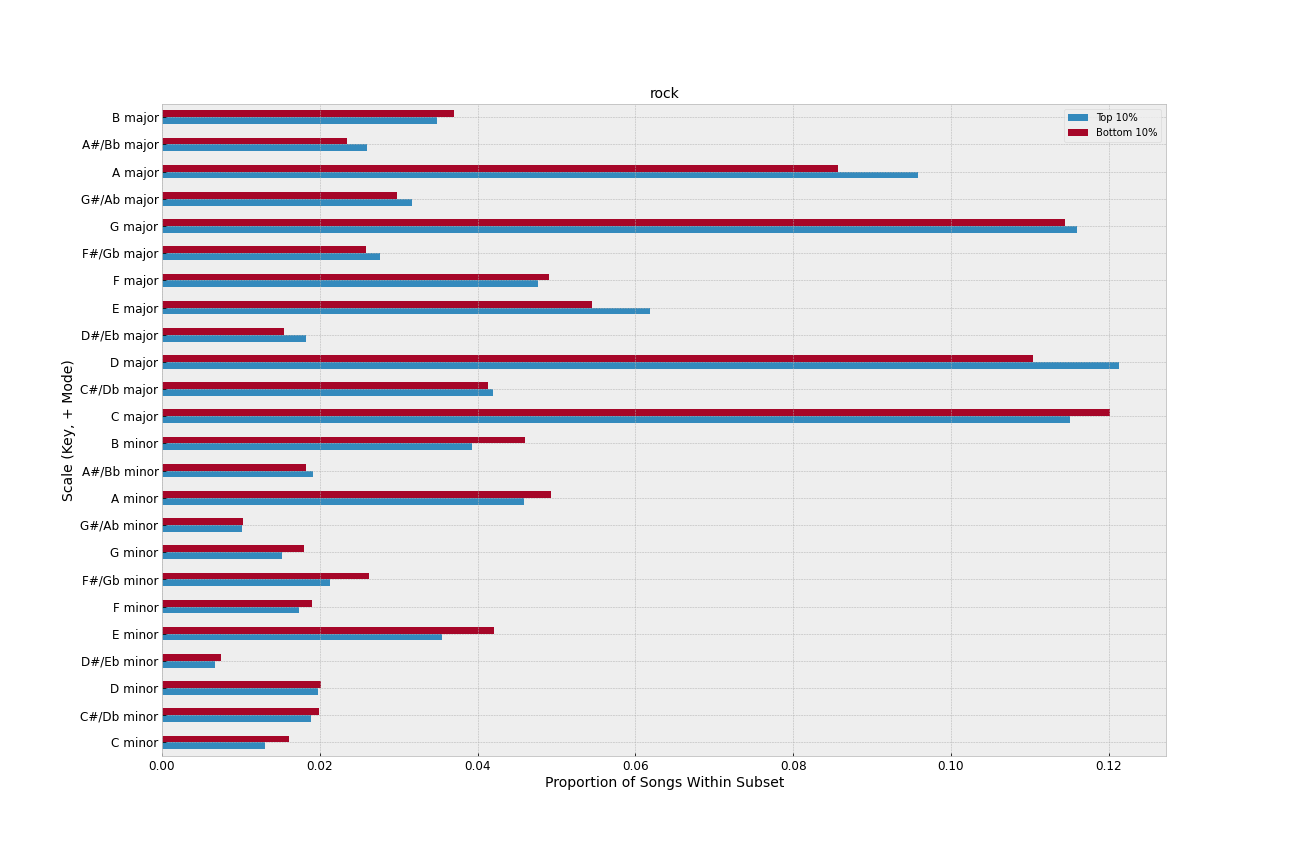 rock
Top 10%
Bottom 10%
Scale (Key, + Mode)
B major
A#/Bb major
A major
G#/Ab major
G major
F#/Gb major
F major
E major
D#/Eb major
D major
C#/Db major
C major
B minor
A#/Bb minor
A minor
G#/Ab minor
G minor
F#/Gb minor
F minor
E minor
D#/Eb minor
D minor
C#/Db minor
C minor
0.00 0.02 0.04 0.06 0.08 0.10 0.12
Proportion of Songs Within Subset